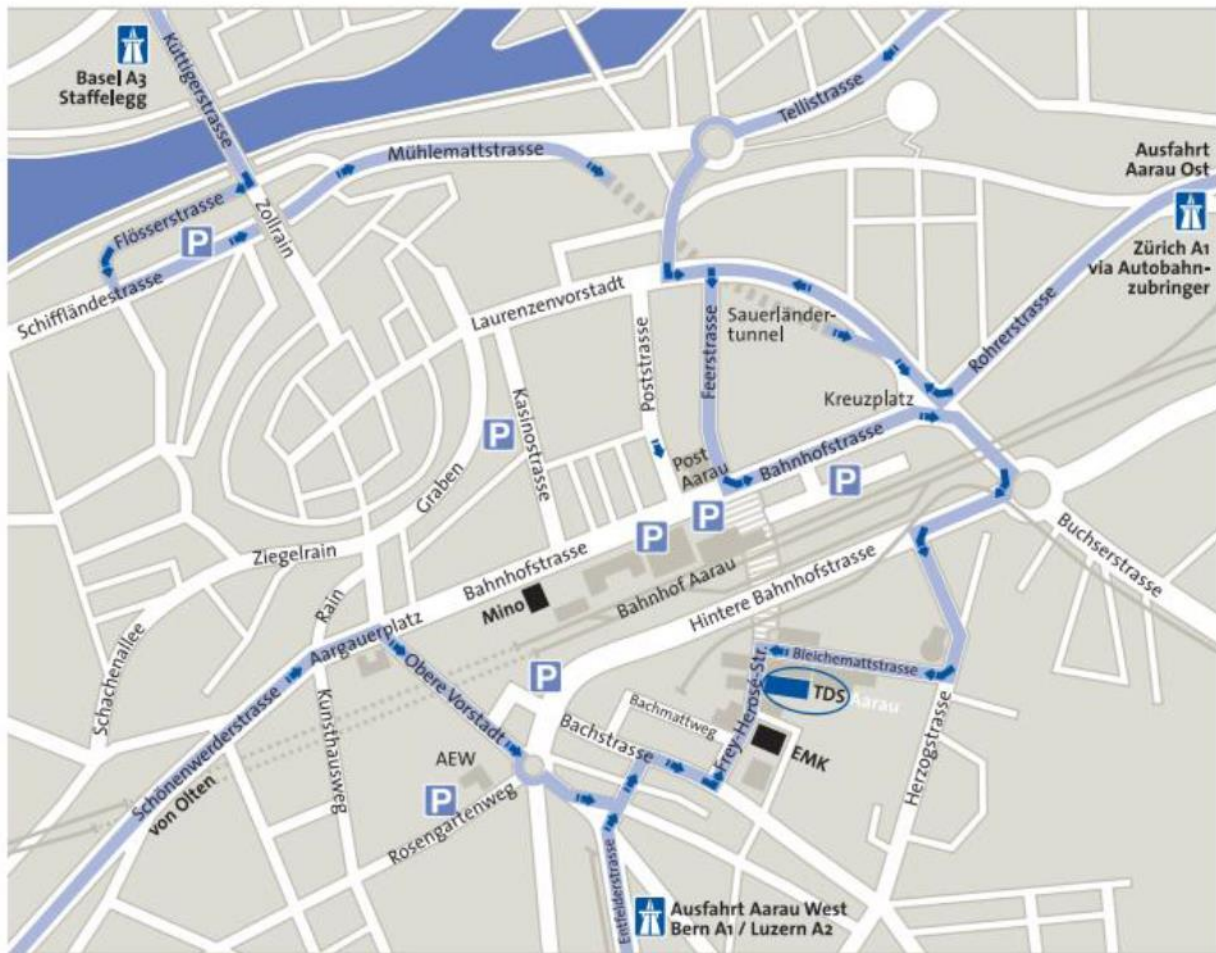 Küttigerstrasse
Basel A3
Staffelegg
Tellistrasse
Mühlemattstrasse
Ausfahrt
Aarau Ost
Flösserstrasse
P
Zollrain
Zürich A1
via Autobahn-
zubringer
Schiffländestrasse
Laurenzenvorstadt
Sauerländer-
tunnel
Rohrerstrasse
Poststrasse
Feerstrasse
Kreuzplatz
Kasinostrasse
P
Post
Aarau
Bahnhofstrasse
P
Graben
P
P
Buchserstrasse
Ziegelrain
Bahnhofstrasse
Bahnhof Aarau
Hintere Bahnhofstrasse
Mino
Rain
Aargauerplatz
Schachenallee
Obere Vorstadt
P
Bleichemattstrasse
Frey-Herosé-Str.
TDS
Aarau
Kunsthausweg
Bachmattweg
Bachstrasse
EMK
Herzogstrasse
Schönenwerderstrasse
von Olten
AEW
P
Rosengartenweg
Entfelderstrasse
Ausfahrt Aarau West
Bern A1 / Luzern A2